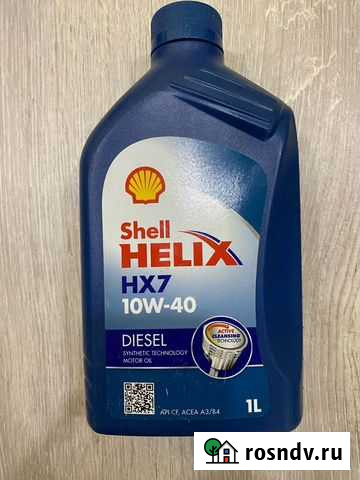 Shell
HELIX
HX7
10W-40
DIESEL
SYNTHETIC TECHNOLOGY
MOTOR OIL
ACTIVE
CLEANSING
TECHNOLOGY
1L
API CF, ACEA A3/B4
rosndv.ru